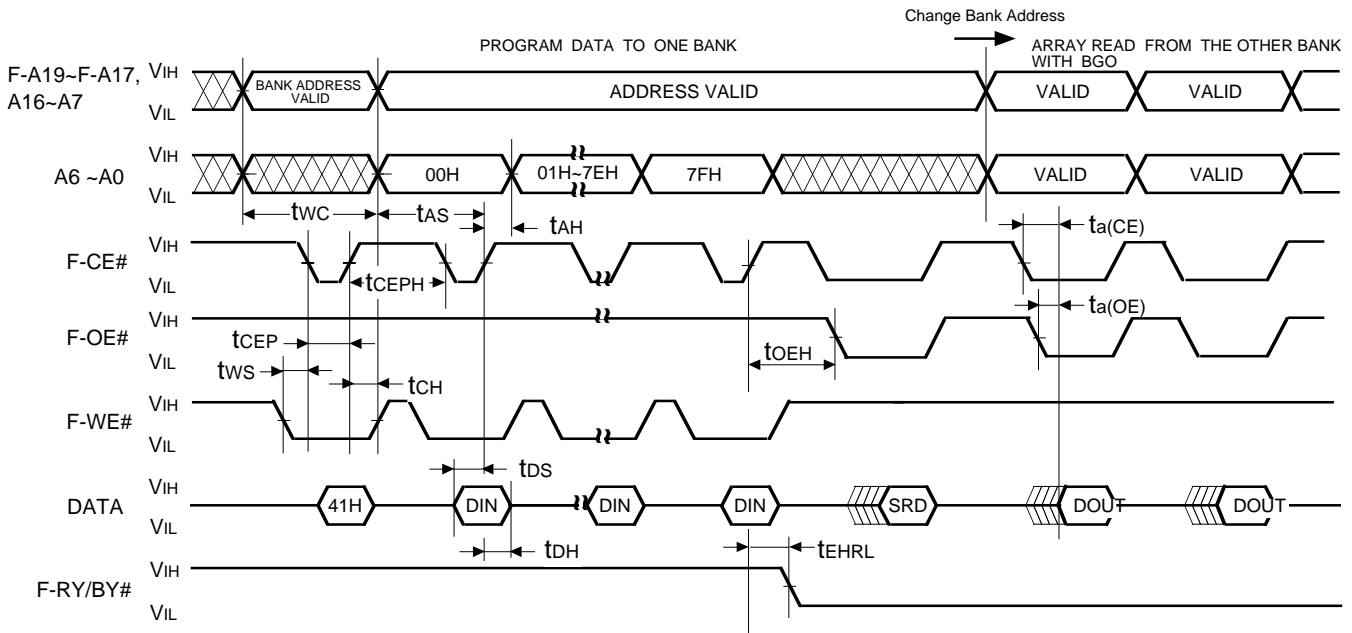 Change Bank Address
PROGRAM DATA TO ONE BANK
ARRAY READ FROM THE OTHER BANK
WITH BGO
F-A19~F-A17,
A16~A7
VIH
VIL
BANK ADDRESS
VALID
ADDRESS VALID
VALID
VALID
A6 ~A0
VIH
VIL
00H
01H~7EH
7FH
VALID
VALID
tWC
tAS
tAH
ta(CE)
F-CE#
VIH
VIL
tCEPH
ta(OE)
F-OE#
VIH
VIL
tCEP
tOEH
tWS
tCH
F-WE#
VIH
VIL
tDS
DATA
VIH
VIL
41H
DIN
DIN
DIN
SRD
DOUT
DOUT
tDH
tEHRL
F-RY/BY#
VIH
VIL